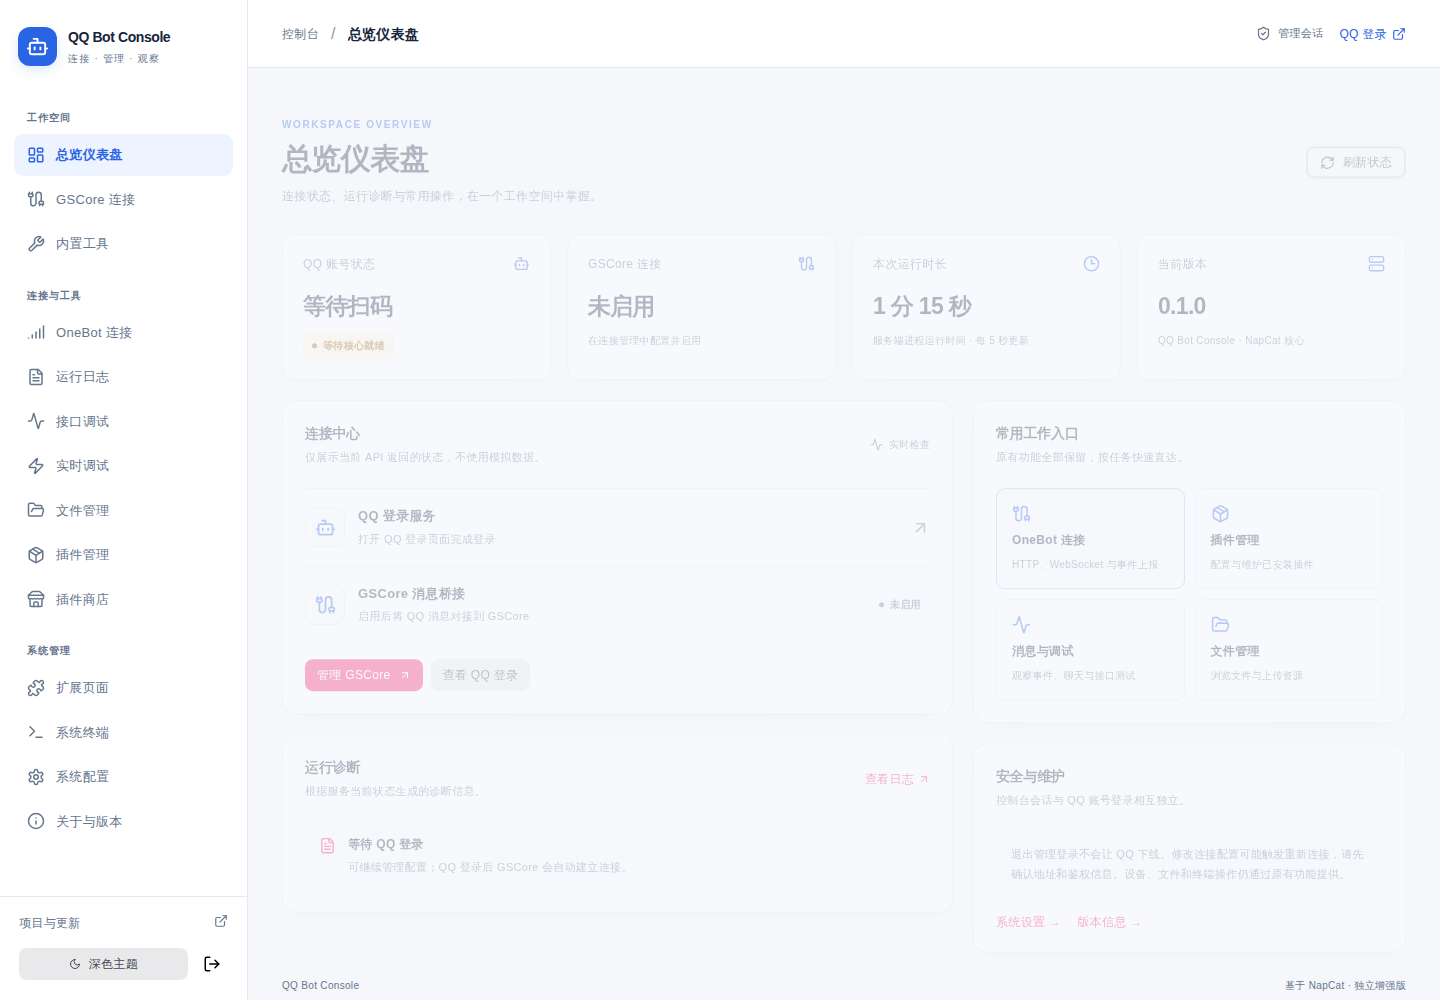 QQ Bot Console
连接 · 管理 · 观察
工作空间
总览仪表盘
GSCore 连接
内置工具
连接与工具
OneBot 连接
运行日志
接口调试
实时调试
文件管理
插件管理
插件商店
系统管理
扩展页面
系统终端
系统配置
关于与版本
项目与更新
深色主题
控制台 / 总览仪表盘
管理会话
QQ 登录
WORKSPACE OVERVIEW
总览仪表盘
连接状态、运行诊断与常用操作，在一个工作空间中掌握。
刷新状态
QQ 账号状态
等待扫码
等待核心就绪
GSCore 连接
未启用
在连接管理中配置并启用
本次运行时长
1 分 15 秒
服务端进程运行时间 · 每 5 秒更新
当前版本
0.1.0
QQ Bot Console · NapCat 核心
连接中心
仅展示当前 API 返回的状态，不使用模拟数据。
实时检查
QQ 登录服务
打开 QQ 登录页面完成登录
GSCore 消息桥接
启用后将 QQ 消息对接到 GSCore
未启用
管理 GSCore
查看 QQ 登录
常用工作入口
原有功能全部保留，按任务快速直达。
OneBot 连接
HTTP、WebSocket 与事件上报
插件管理
配置与维护已安装插件
消息与调试
观察事件、聊天与接口测试
文件管理
浏览文件与上传资源
运行诊断
根据服务当前状态生成的诊断信息。
查看日志
等待 QQ 登录
可继续管理配置；QQ 登录后 GSCore 会自动建立连接。
安全与维护
控制台会话与 QQ 账号登录相互独立。
退出管理登录不会让 QQ 下线。修改连接配置可能触发重新连接，请先
确认地址和鉴权信息。设备、文件和终端操作仍通过原有功能提供。
系统设置 →
版本信息 →
QQ Bot Console
基于 NapCat · 独立增强版